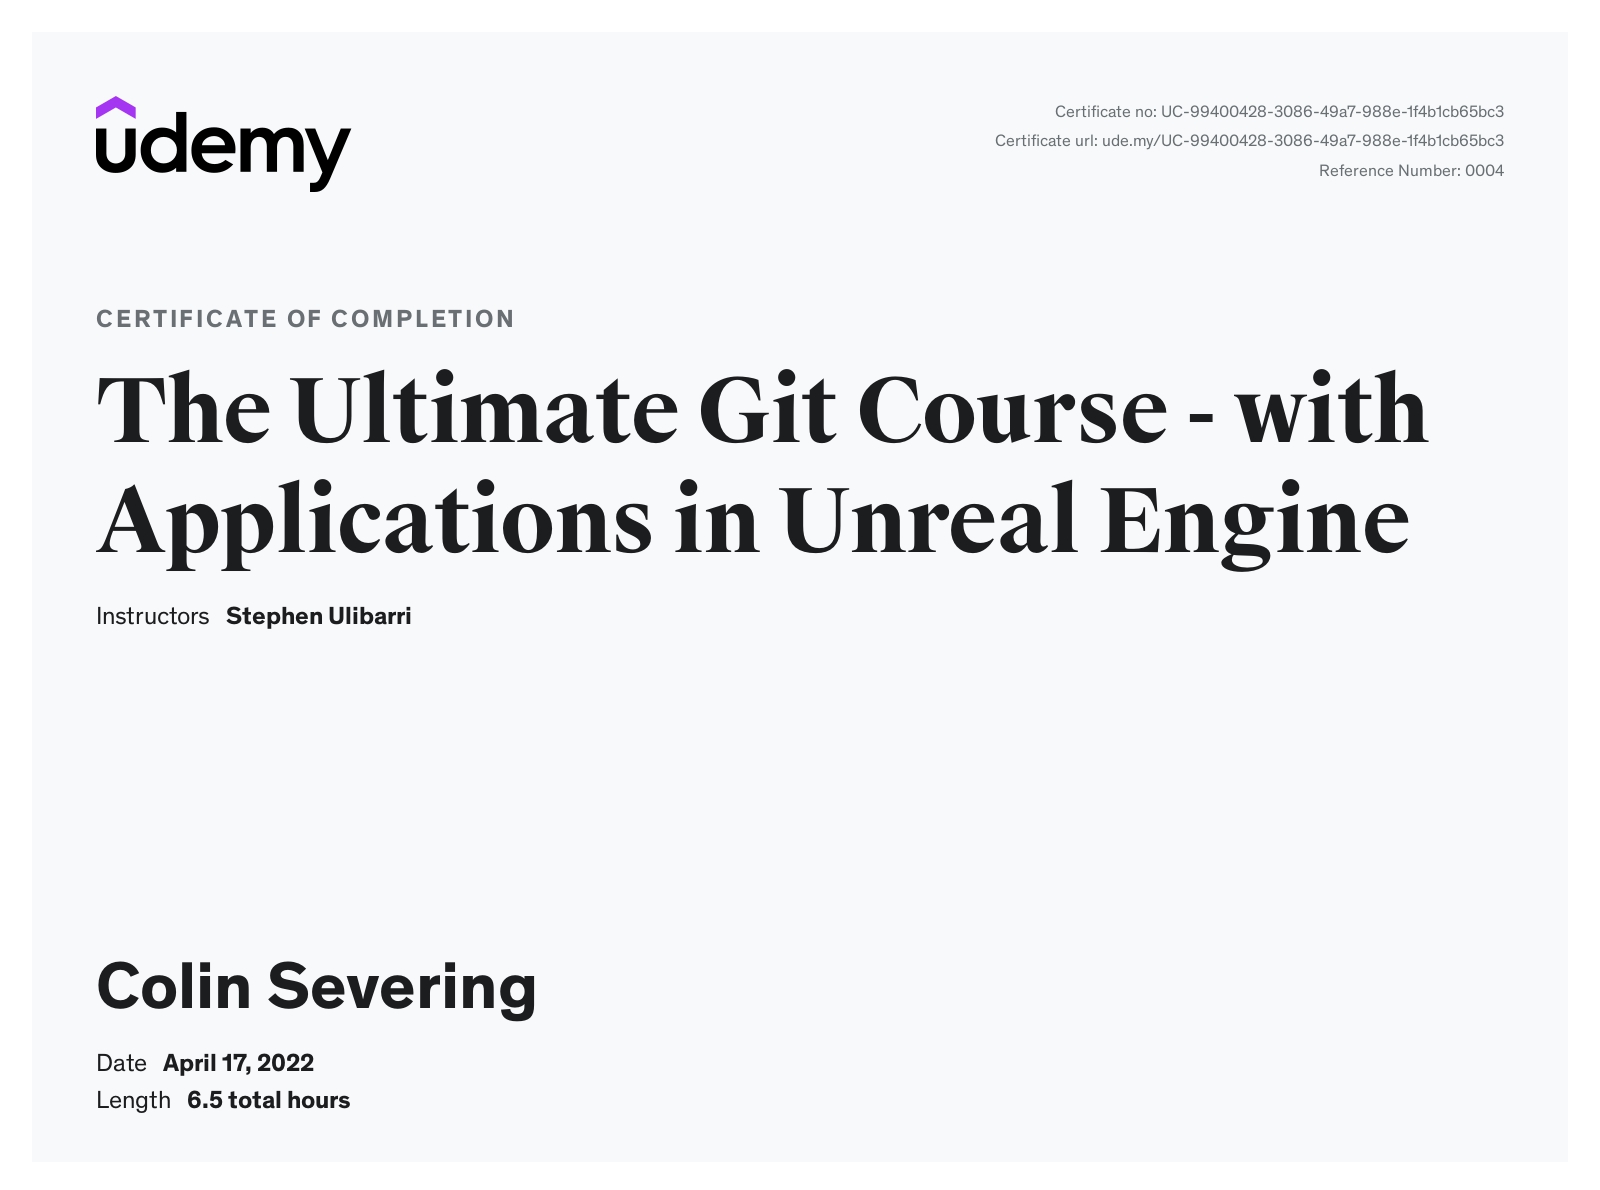 udemy
Certificate no: UC-99400428-3086-49a7-988e-1f4b1cb65bc3
Certificate url: ude.my/UC-99400428-3086-49a7-988e-1f4b1cb65bc3
Reference Number: 0004
CERTIFICATE OF COMPLETION
The Ultimate Git Course - with
Applications in Unreal Engine
Instructors Stephen Ulibarri
Colin Severing
Date April 17, 2022
Length 6.5 total hours